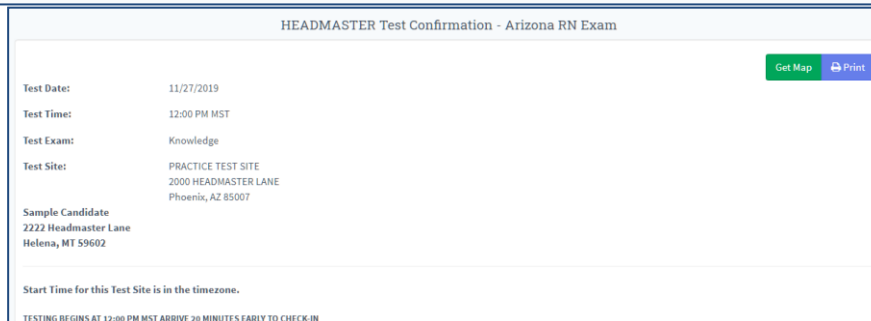 HEADMASTER Test Confirmation - Arizona RN Exam
Get Map Print
Test Date: 11/27/2019
Test Time: 12:00 PM MST
Test Exam: Knowledge
Test Site: PRACTICE TEST SITE
2000 HEADMASTER LANE
Phoenix, AZ 85007
Sample Candidate
2222 Headmaster Lane
Helena, MT 59602
Start Time for this Test Site is in the timezone.
TESTING BEGINS AT 12:00 PM MST ARRIVE 20 MINUTES EARLY TO CHECK-IN